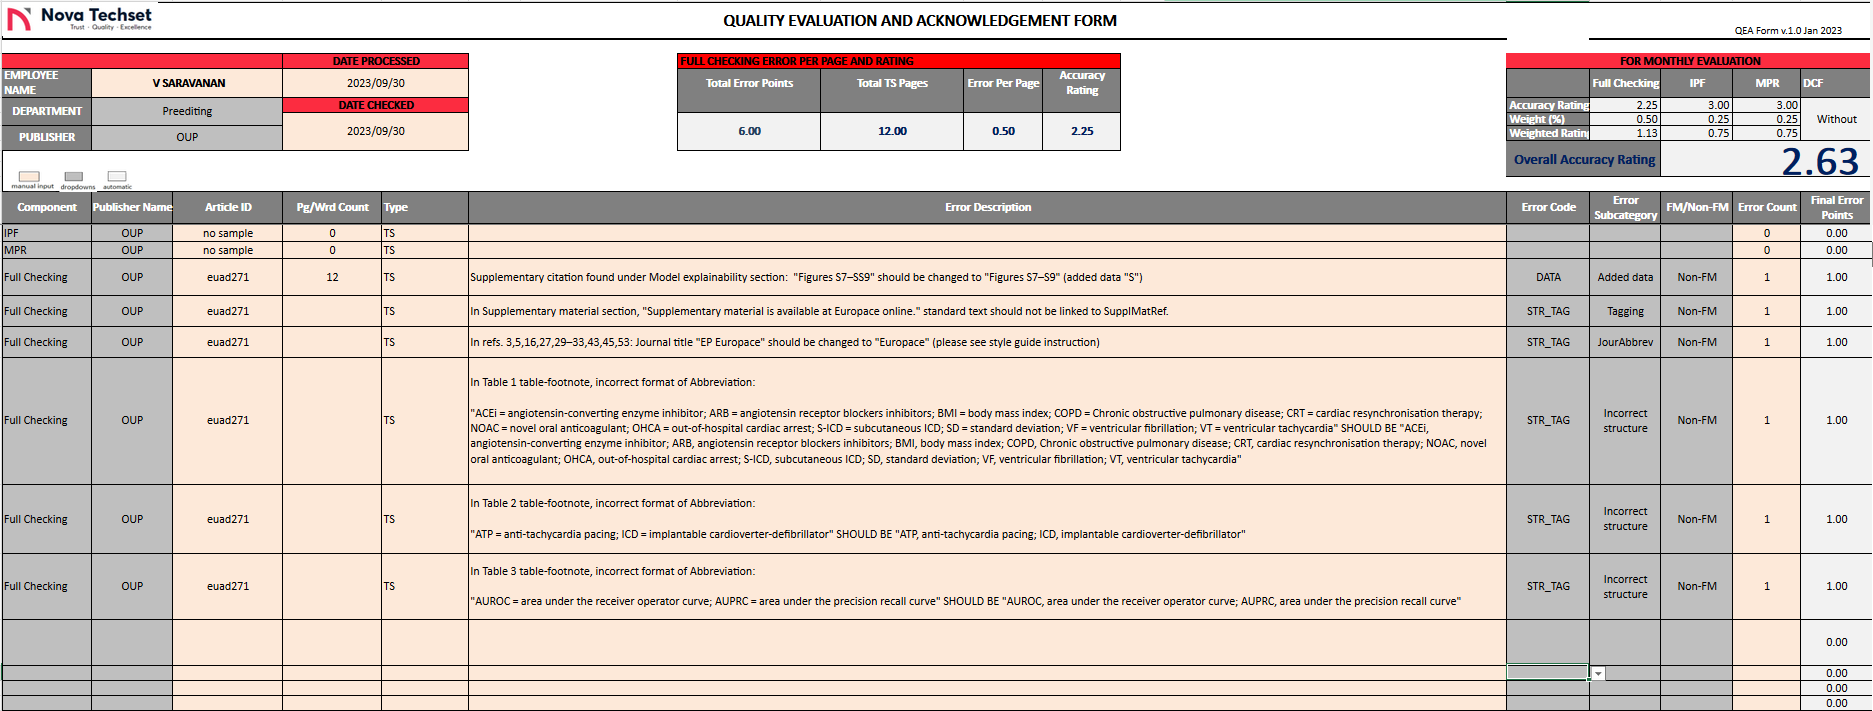 Nova Techset
Trust · Quality · Excellence
QUALITY EVALUATION AND ACKNOWLEDGEMENT FORM
QEA Form v.1.0 Jan 2023
DATE PROCESSED
EMPLOYEE NAME V SARAVANAN 2023/09/30
DATE CHECKED
DEPARTMENT Preediting
2023/09/30
PUBLISHER OUP
FULL CHECKING ERROR PER PAGE AND RATING
Total Error Points Total TS Pages Error Per Page Accuracy Rating
6.00 12.00 0.50 2.25
FOR MONTHLY EVALUATION
Full Checking IPF MPR DCF
Accuracy Rating 2.25 3.00 3.00
Weight (%) 0.50 0.25 0.25 Without
Weighted Rating 1.13 0.75 0.75
Overall Accuracy Rating 2.63
manual input dropdowns automatic
Component Publisher Name Article ID Pg/Wrd Count Type Error Description Error Code Error Subcategory FM/Non-FM Error Count Final Error Points
IPF OUP no sample 0 TS 0 0.00
MPR OUP no sample 0 TS 0 0.00
Full Checking OUP euad271 12 TS Supplementary citation found under Model explainability section: "Figures S7–SS9" should be changed to "Figures S7–S9" (added data "S") DATA Added data Non-FM 1 1.00
Full Checking OUP euad271 TS In Supplementary material section, "Supplementary material is available at Europace online." standard text should not be linked to SupplMatRef. STR_TAG Tagging Non-FM 1 1.00
Full Checking OUP euad271 TS In refs. 3,5,16,27,29–33,43,45,53: Journal title "EP Europace" should be changed to "Europace" (please see style guide instruction) STR_TAG JourAbbrev Non-FM 1 1.00
In Table 1 table-footnote, incorrect format of Abbreviation:
"ACEi = angiotensin-converting enzyme inhibitor; ARB = angiotensin receptor blockers inhibitors; BMI = body mass index; COPD = Chronic obstructive pulmonary disease; CRT = cardiac resynchronisation therapy;
NOAC = novel oral anticoagulant; OHCA = out-of-hospital cardiac arrest; S-ICD = subcutaneous ICD; SD = standard deviation; VF = ventricular fibrillation; VT = ventricular tachycardia" SHOULD BE "ACEi,
angiotensin-converting enzyme inhibitor; ARB, angiotensin receptor blockers inhibitors; BMI, body mass index; COPD, Chronic obstructive pulmonary disease; CRT, cardiac resynchronisation therapy; NOAC, novel
oral anticoagulant; OHCA, out-of-hospital cardiac arrest; S-ICD, subcutaneous ICD; SD, standard deviation; VF, ventricular fibrillation; VT, ventricular tachycardia"
Full Checking OUP euad271 TS STR_TAG Incorrect structure Non-FM 1 1.00
In Table 2 table-footnote, incorrect format of Abbreviation:
"ATP = anti-tachycardia pacing; ICD = implantable cardioverter-defibrillator" SHOULD BE "ATP, anti-tachycardia pacing; ICD, implantable cardioverter-defibrillator"
Full Checking OUP euad271 TS STR_TAG Incorrect structure Non-FM 1 1.00
In Table 3 table-footnote, incorrect format of Abbreviation:
"AUROC = area under the receiver operator curve; AUPRC = area under the precision recall curve" SHOULD BE "AUROC, area under the receiver operator curve; AUPRC, area under the precision recall curve"
Full Checking OUP euad271 TS STR_TAG Incorrect structure Non-FM 1 1.00
0.00
0.00
0.00
0.00